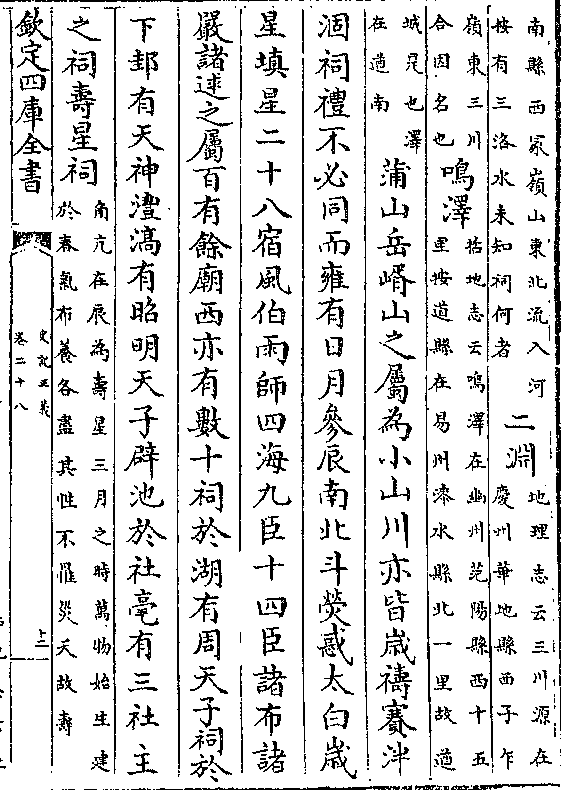 南縣西冡嶺山東北流入河
按有三洛水未知祠何者
二淵
地理志云三川源在
慶州華地縣西子午
嶺東三川
合因名也
鳴澤
括地志云鳴澤在幽州范陽縣西十五
里按遒縣在易州淶水縣北一里故遒
城是也澤
在遒南
蒲山岳㟓山之屬為小山川亦皆歲禱賽泮
涸祠禮不必同而雍有日月參辰南北斗熒惑太白歲
星填星二十八宿風伯雨師四海九臣十四臣諸布諸
嚴諸逑之屬百有餘廟西亦有數十祠於湖有周天子祠於
下邽有天神灃滈有昭明天子辟池於社亳有三社主
之祠壽星祠
角亢在辰為壽星三月之時萬物始生建
於春氣布養各盡其性不罹災天故壽
欽定四庫全書
史記正義
卷二十八